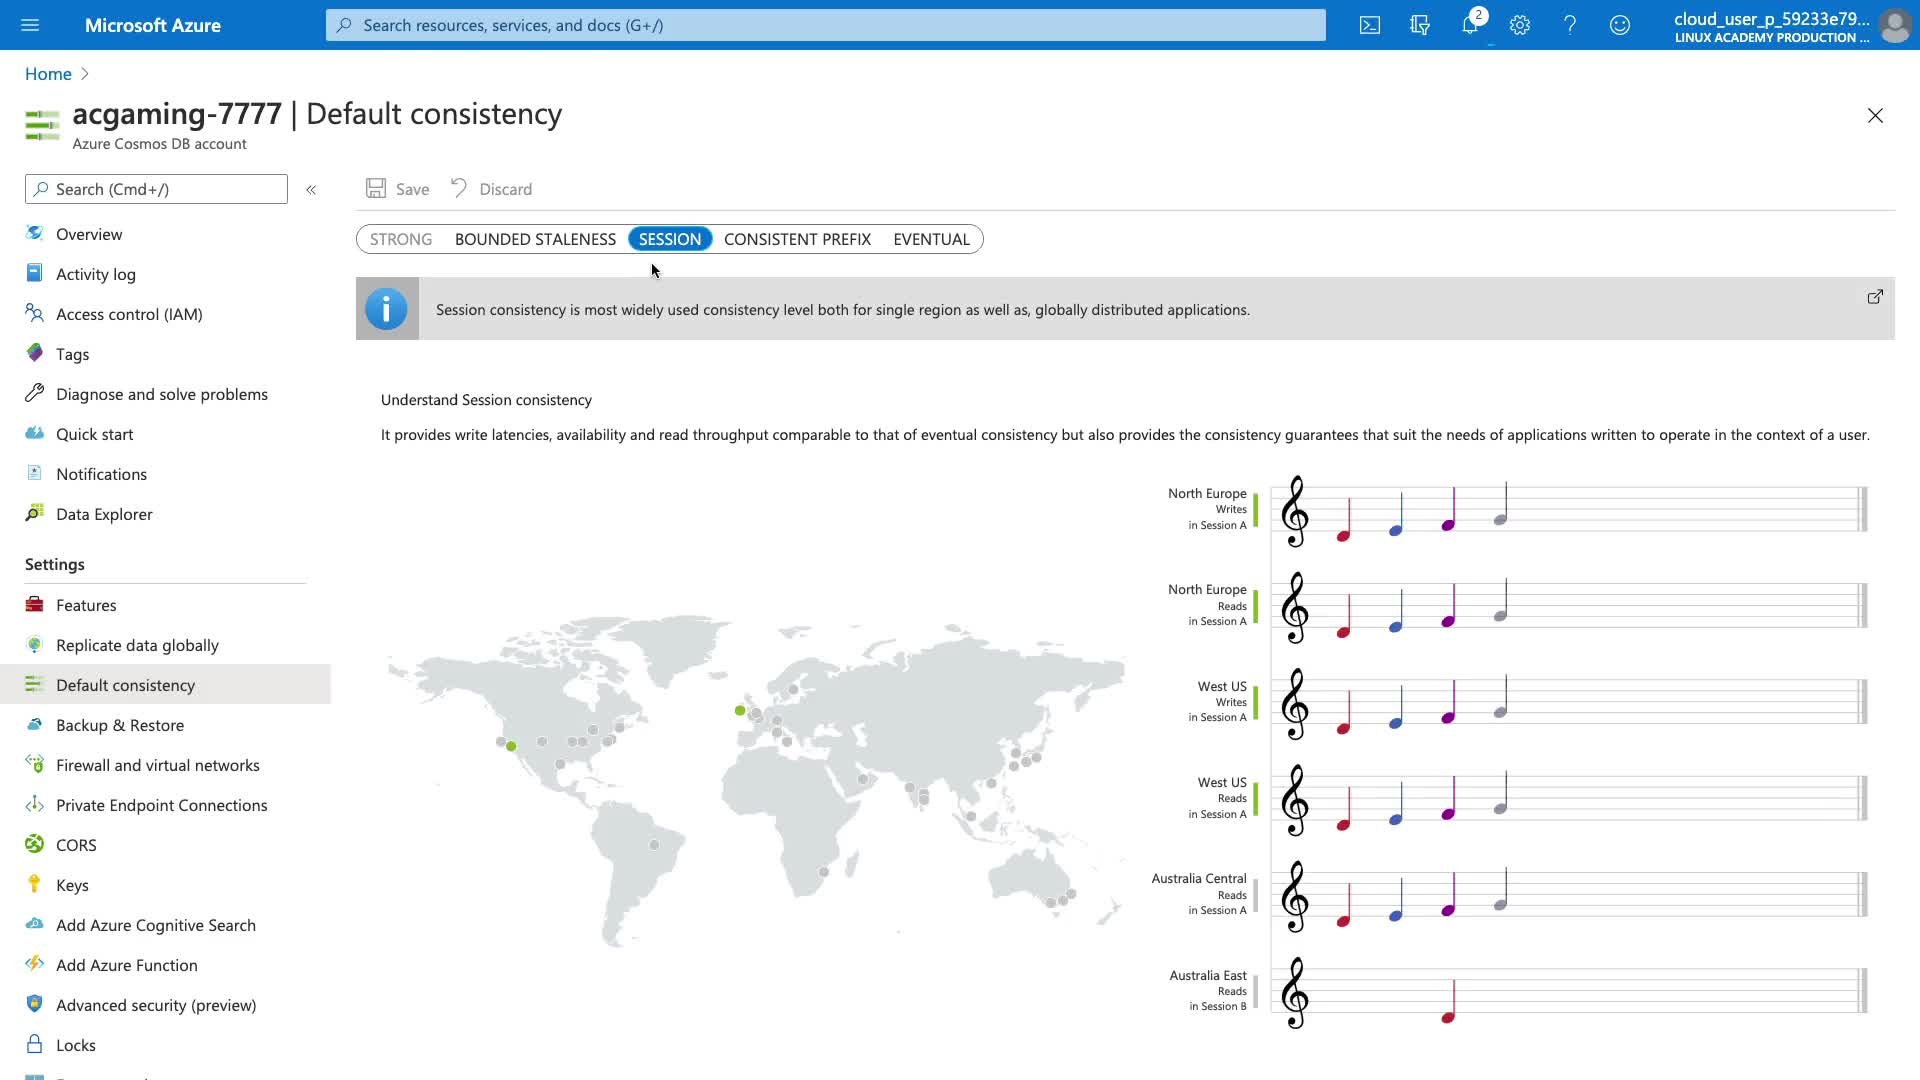 Microsoft Azure
Search resources, services, and docs (G+/)
2
cloud_user_p_59233e79...
LINUX ACADEMY PRODUCTION ...
Home
acgaming-7777 | Default consistency
Azure Cosmos DB account
Search (Cmd+/)
«
Save
Discard
STRONG
BOUNDED STALENESS
SESSION
CONSISTENT PREFIX
EVENTUAL
Session consistency is most widely used consistency level both for single region as well as, globally distributed applications.
Understand Session consistency
It provides write latencies, availability and read throughput comparable to that of eventual consistency but also provides the consistency guarantees that suit the needs of applications written to operate in the context of a user.
Overview
Activity log
Access control (IAM)
Tags
Diagnose and solve problems
Quick start
Notifications
Data Explorer
Settings
Features
Replicate data globally
Default consistency
Backup & Restore
Firewall and virtual networks
Private Endpoint Connections
CORS
Keys
Add Azure Cognitive Search
Add Azure Function
Advanced security (preview)
Locks
North Europe
Writes
in Session A
North Europe
Reads
in Session A
West US
Writes
in Session A
West US
Reads
in Session A
Australia Central
Reads
in Session A
Australia East
Reads
in Session B